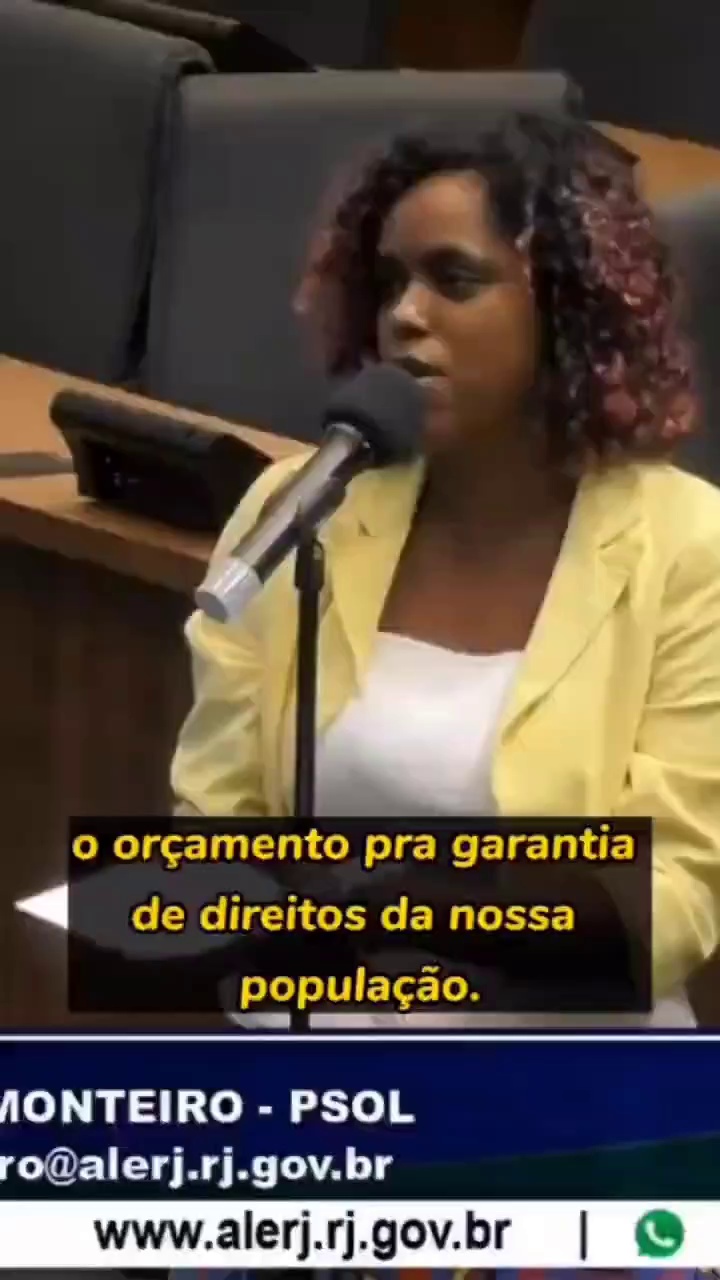 o orçamento pra garantia
de direitos da nossa
população.
MONTEIRO - PSOL
ro@alerj.rj.gov.br
www.alerj.rj.gov.br |